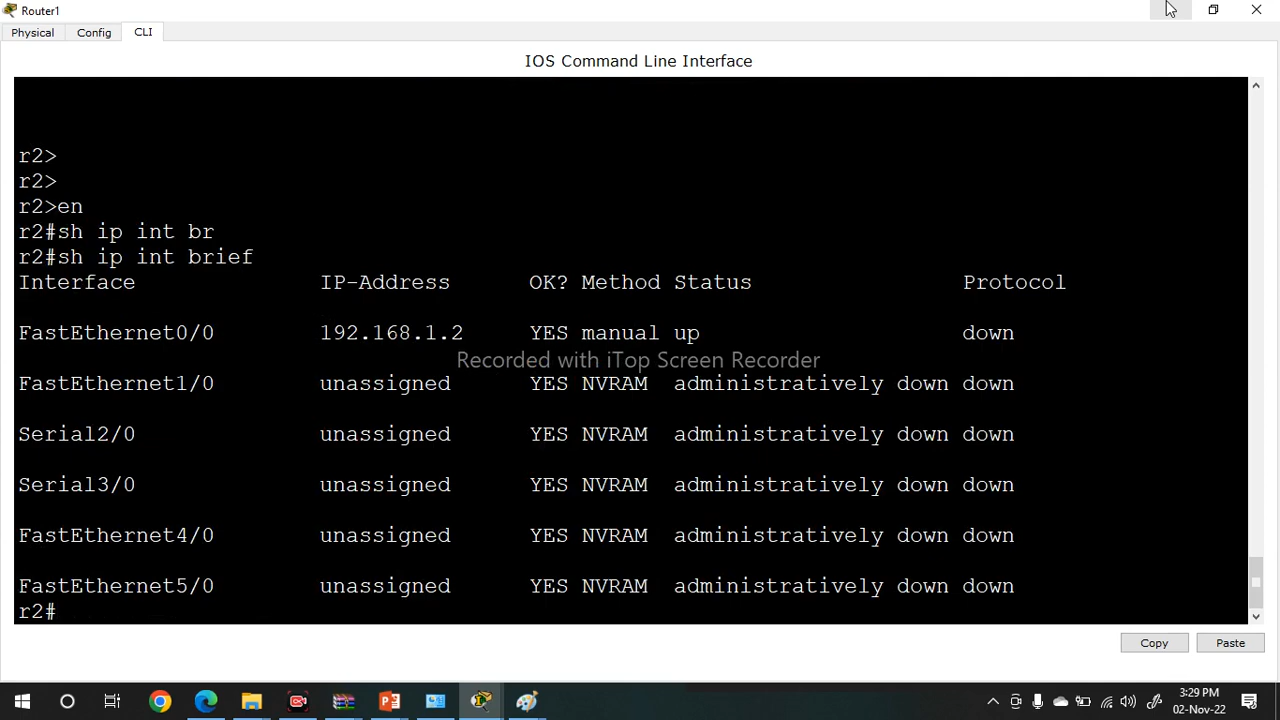 Router1
Physical Config CLI
IOS Command Line Interface
r2>
r2>
r2>en
r2#sh ip int br
r2#sh ip int brief
Interface IP-Address OK? Method Status Protocol
FastEthernet0/0 192.168.1.2 YES manual up down
Recorded with iTop Screen Recorder
FastEthernet1/0 unassigned YES NVRAM administratively down down
Serial2/0 unassigned YES NVRAM administratively down down
Serial3/0 unassigned YES NVRAM administratively down down
FastEthernet4/0 unassigned YES NVRAM administratively down down
FastEthernet5/0 unassigned YES NVRAM administratively down down
r2#
Copy Paste
3:29 PM
02-Nov-22